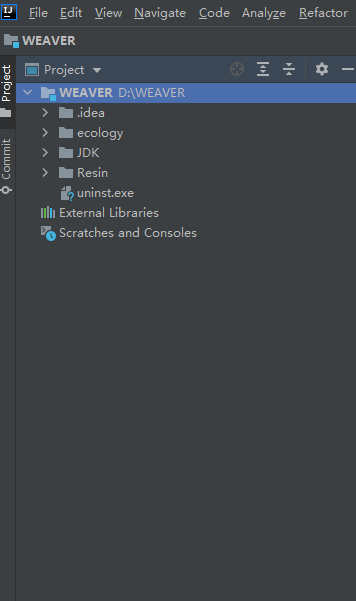 IJ File Edit View Navigate Code Analyze Refactor
WEAVER
Project
Project
WEAVER D:\WEAVER
.idea
ecology
JDK
Resin
uninst.exe
External Libraries
Scratches and Consoles
Commit